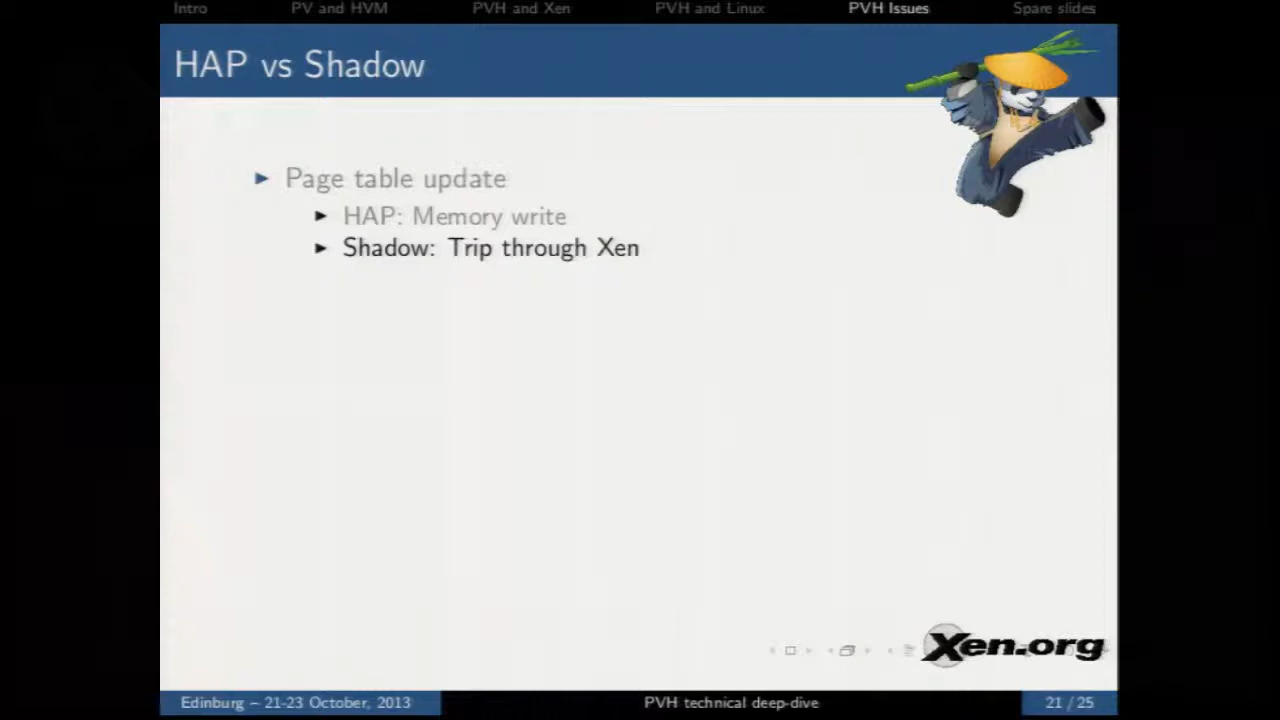 Intro PV and HVM PVH and Xen PVH and Linux PVH Issues Spare slides
HAP vs Shadow
Page table update
HAP: Memory write
Shadow: Trip through Xen
Xen.org
Edinburg – 21-23 October, 2013 PVH technical deep-dive 21 / 25